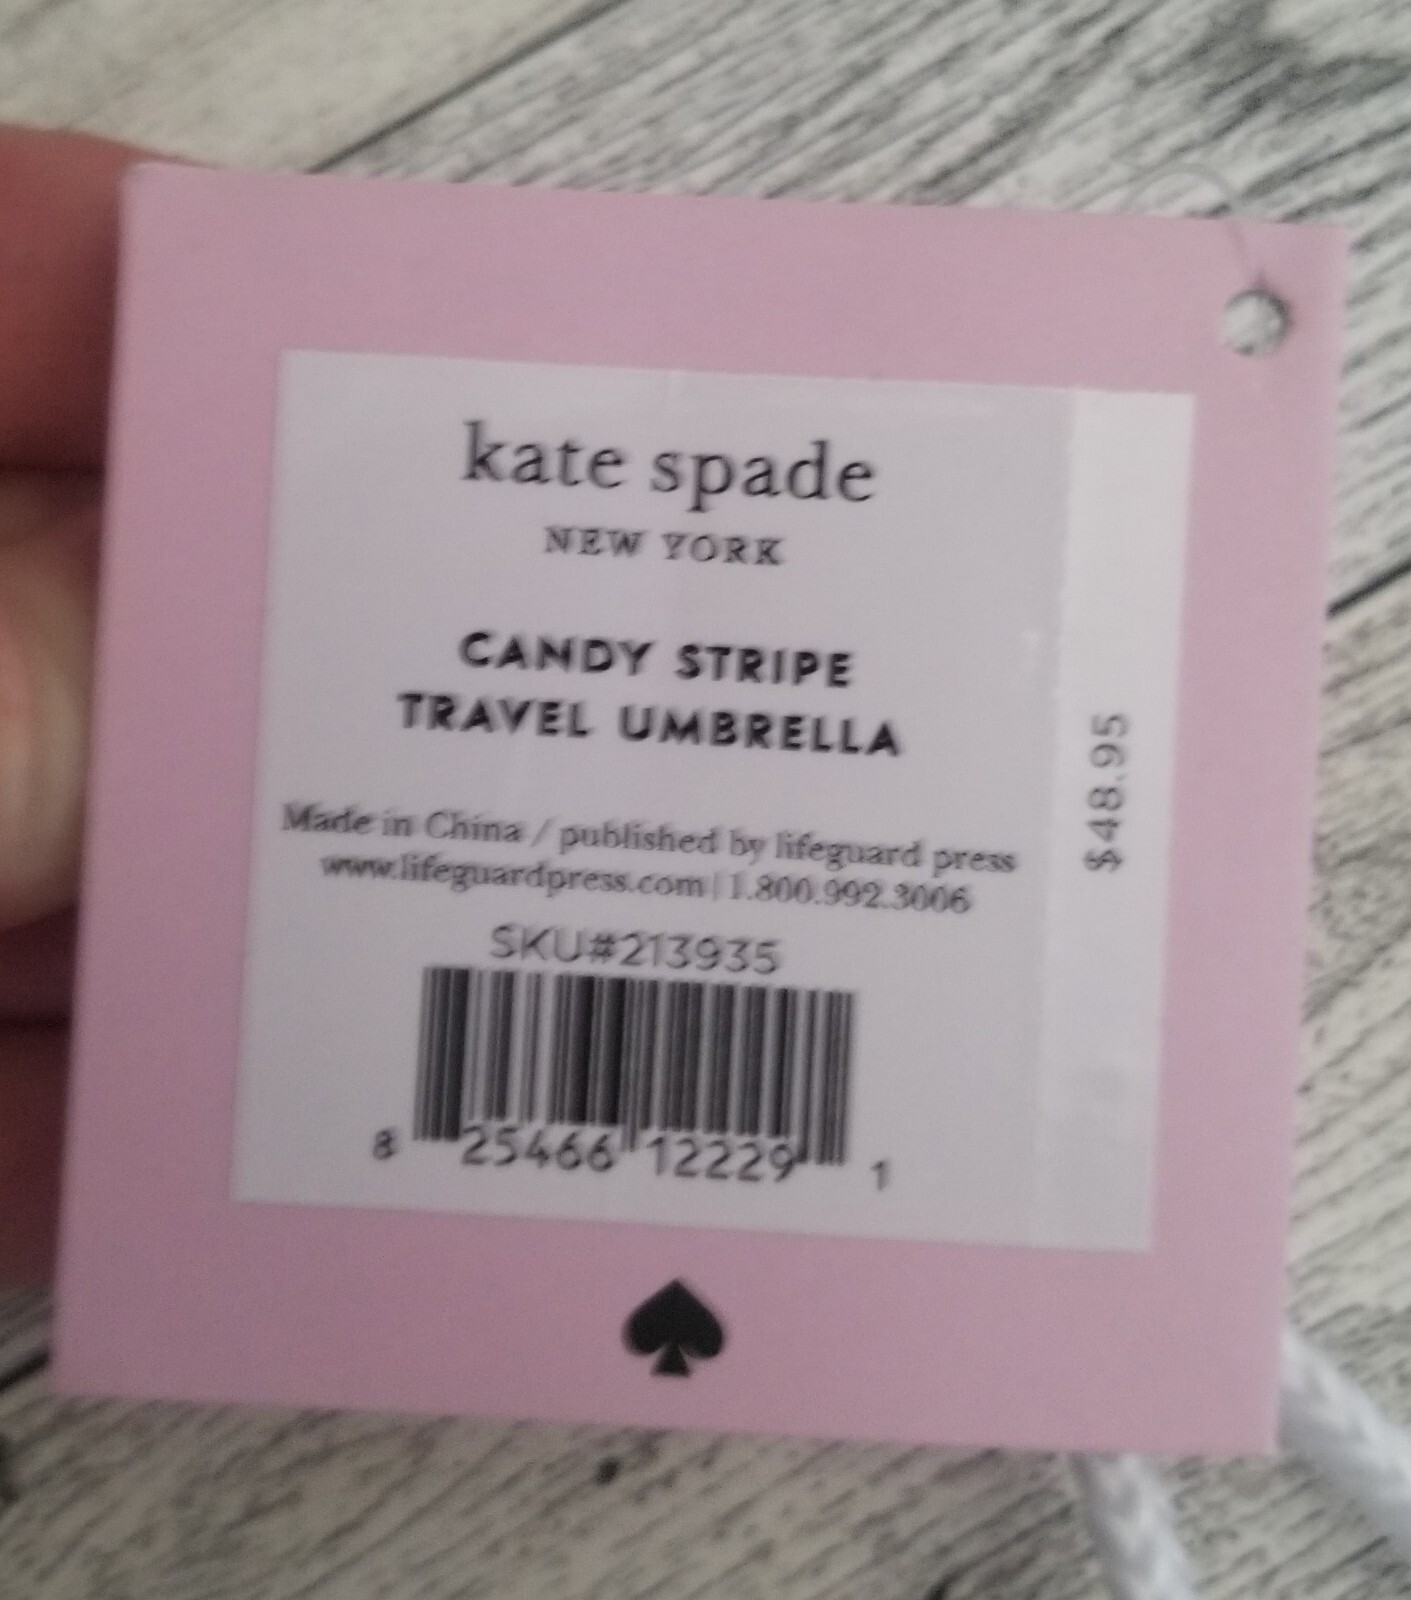 kate spade
NEW YORK
CANDY STRIPE
TRAVEL UMBRELLA
Made in China / published by lifeguard press
www.lifeguardpress.com | 1.800.992.3006
SKU#213935
8 25466 12229 1
$48.95